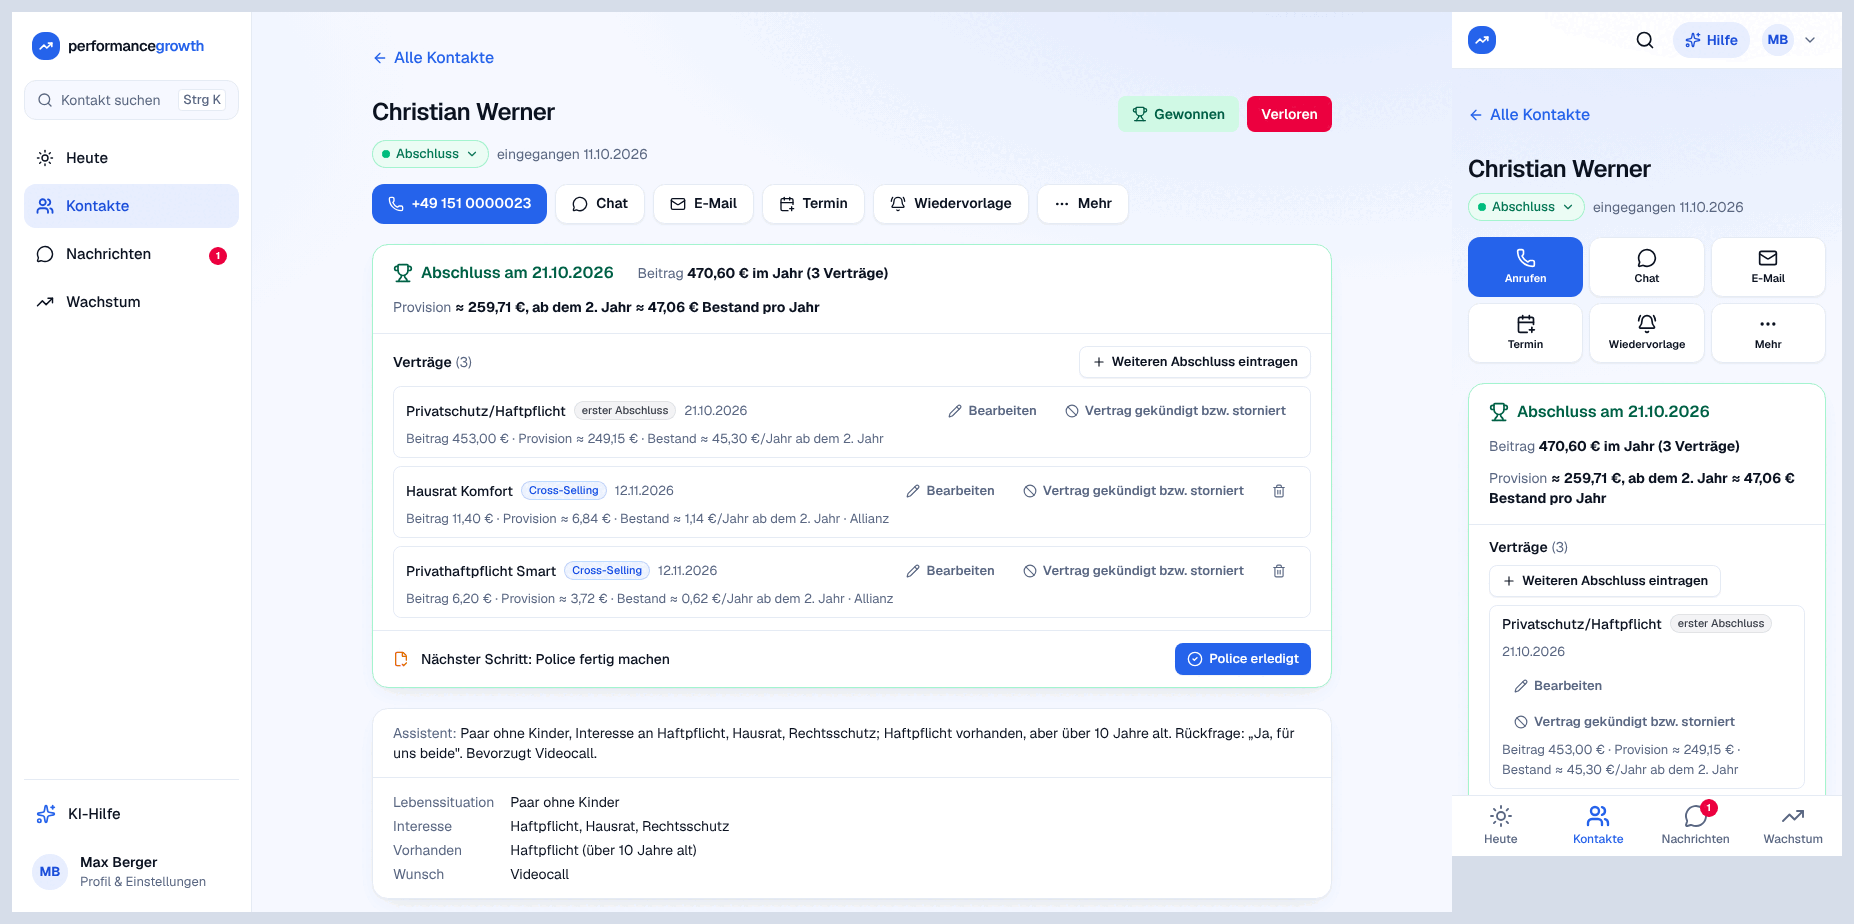 performancegrowth
Kontakt suchen Strg K
Heute
Kontakte
Nachrichten 1
Wachstum
KI-Hilfe
MB Max Berger
Profil & Einstellungen
Alle Kontakte
Christian Werner
Gewonnen Verloren
Abschluss eingegangen 11.10.2026
+49 151 0000023 Chat E-Mail Termin Wiedervorlage Mehr
Abschluss am 21.10.2026 Beitrag 470,60 € im Jahr (3 Verträge)
Provision ≈ 259,71 €, ab dem 2. Jahr ≈ 47,06 € Bestand pro Jahr
Verträge (3) Weiteren Abschluss eintragen
Privatschutz/Haftpflicht erster Abschluss 21.10.2026 Bearbeiten Vertrag gekündigt bzw. storniert
Beitrag 453,00 € · Provision ≈ 249,15 € · Bestand ≈ 45,30 €/Jahr ab dem 2. Jahr
Hausrat Komfort Cross-Selling 12.11.2026 Bearbeiten Vertrag gekündigt bzw. storniert
Beitrag 11,40 € · Provision ≈ 6,84 € · Bestand ≈ 1,14 €/Jahr ab dem 2. Jahr · Allianz
Privathaftpflicht Smart Cross-Selling 12.11.2026 Bearbeiten Vertrag gekündigt bzw. storniert
Beitrag 6,20 € · Provision ≈ 3,72 € · Bestand ≈ 0,62 €/Jahr ab dem 2. Jahr · Allianz
Nächster Schritt: Police fertig machen Police erledigt
Assistent: Paar ohne Kinder, Interesse an Haftpflicht, Hausrat, Rechtsschutz; Haftpflicht vorhanden, aber über 10 Jahre alt. Rückfrage: „Ja, für
uns beide". Bevorzugt Videocall.
Lebenssituation Paar ohne Kinder
Interesse Haftpflicht, Hausrat, Rechtsschutz
Vorhanden Haftpflicht (über 10 Jahre alt)
Wunsch Videocall
Hilfe MB
Alle Kontakte
Christian Werner
Abschluss eingegangen 11.10.2026
Anrufen Chat E-Mail
Termin Wiedervorlage Mehr
Abschluss am 21.10.2026
Beitrag 470,60 € im Jahr (3 Verträge)
Provision ≈ 259,71 €, ab dem 2. Jahr ≈ 47,06 €
Bestand pro Jahr
Verträge (3)
Weiteren Abschluss eintragen
Privatschutz/Haftpflicht erster Abschluss
21.10.2026
Bearbeiten
Vertrag gekündigt bzw. storniert
Beitrag 453,00 € · Provision ≈ 249,15 € ·
Bestand ≈ 45,30 €/Jahr ab dem 2. Jahr
1
Heute Kontakte Nachrichten Wachstum